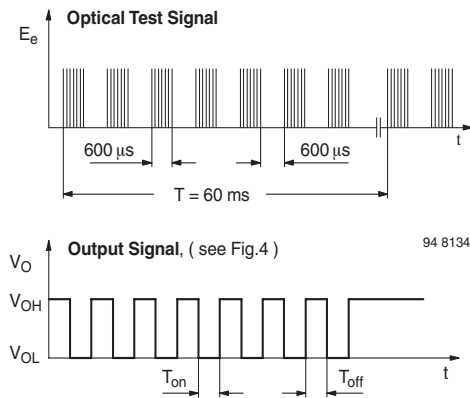 Optical Test Signal
Ee
t
600 µs
600 µs
T = 60 ms
Output Signal, ( see Fig.4 )
94 8134
VO
VOH
VOL
Ton
Toff
t